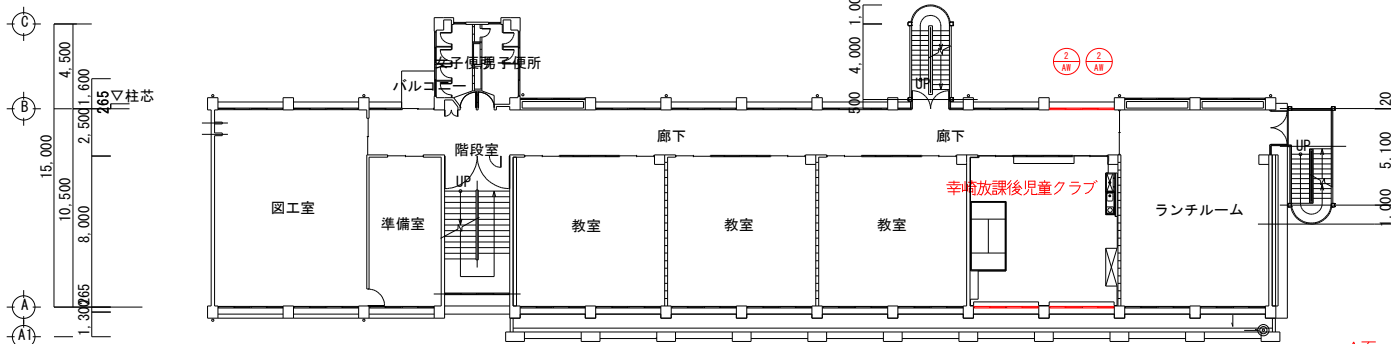 C
B
A
A1
15,000
4,500
10,500
1,600
265
2,500
8,000
265
1,300
▽柱芯
女子便所
男子便所
バルコニー
階段室
UP
図工室
準備室
廊下
廊下
教室
教室
教室
幸崎放課後児童クラブ
ランチルーム
4,000
500
UP
2
AW
2
AW
UP
20
5,100
1,000